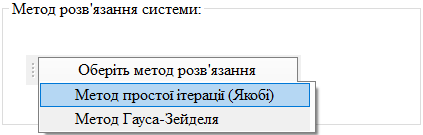 Метод розв'язання системи:
Оберіть метод розв'язання
Метод простої ітерації (Якобі)
Метод Гауса-Зейделя